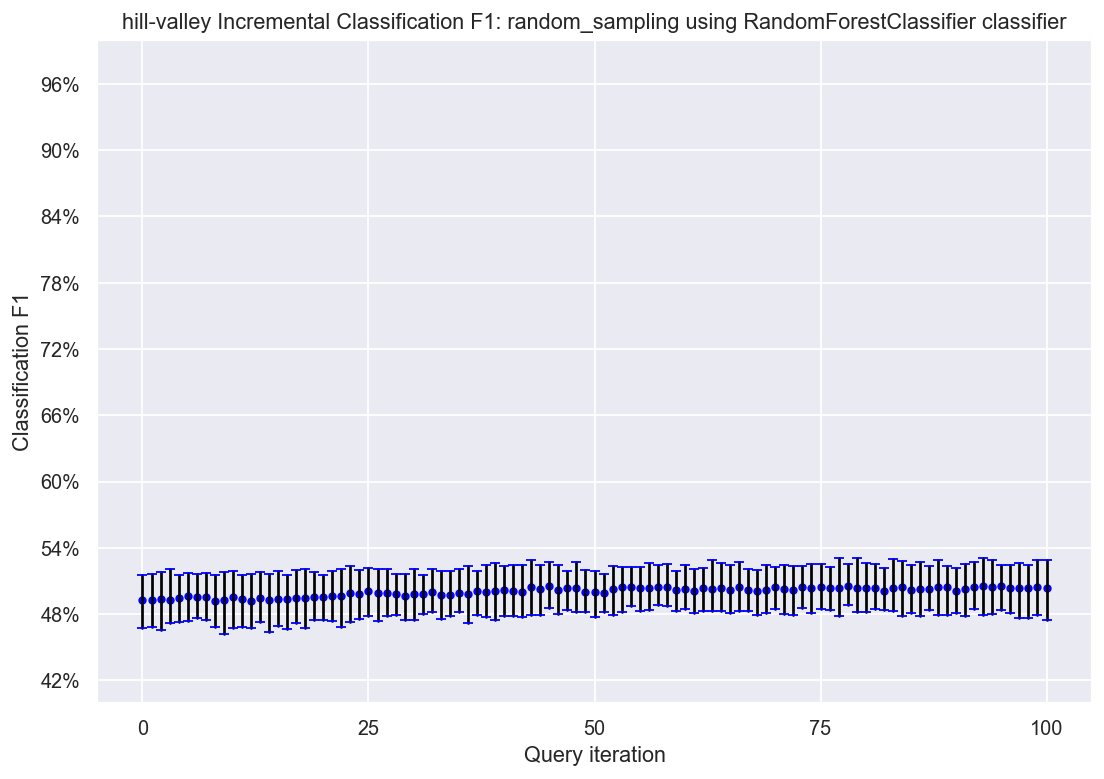 hill-valley Incremental Classification F1: random_sampling using RandomForestClassifier classifier
96%
90%
84%
78%
72%
66%
60%
54%
48%
42%
Classification F1
0 25 50 75 100
Query iteration